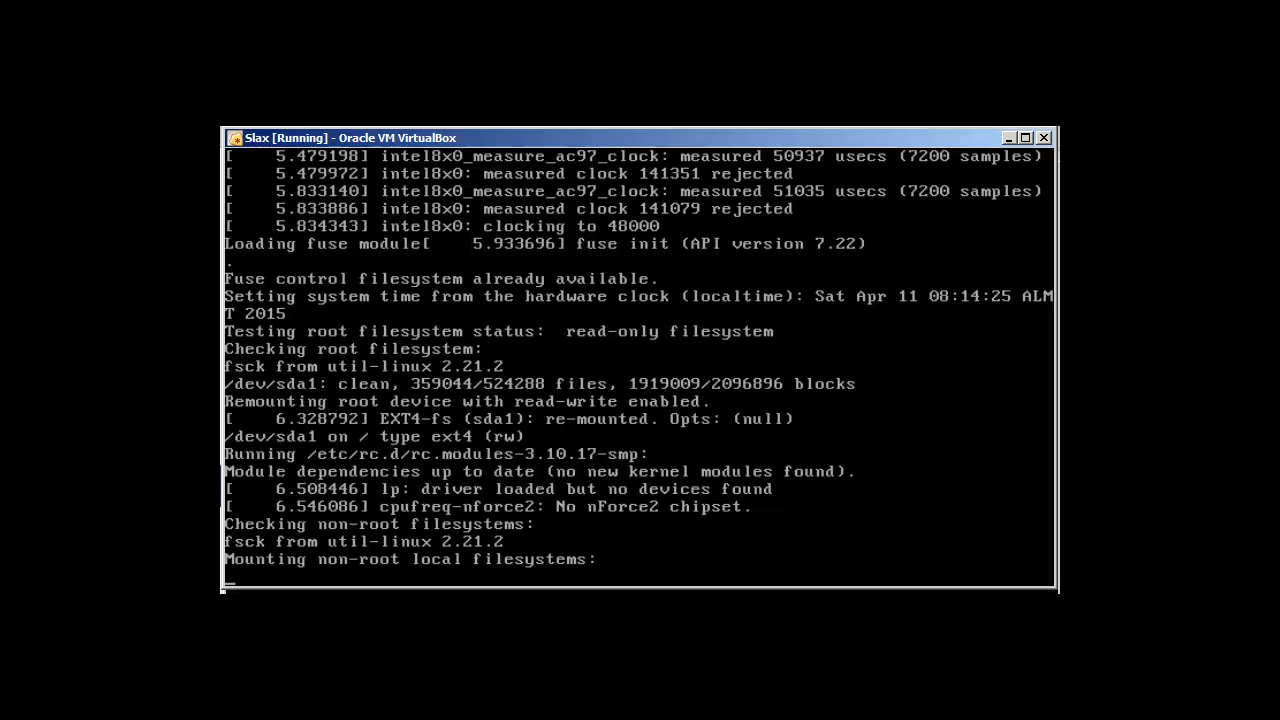 Slax [Running] - Oracle VM VirtualBox
[     5.479198] intel8x0_measure_ac97_clock: measured 50937 usecs (7200 samples)
[     5.479972] intel8x0: measured clock 141351 rejected
[     5.833140] intel8x0_measure_ac97_clock: measured 51035 usecs (7200 samples)
[     5.833886] intel8x0: measured clock 141079 rejected
[     5.834343] intel8x0: clocking to 48000
Loading fuse module[     5.933696] fuse init (API version 7.22)
.
Fuse control filesystem already available.
Setting system time from the hardware clock (localtime): Sat Apr 11 08:14:25 ALM
T 2015
Testing root filesystem status:  read-only filesystem
Checking root filesystem:
fsck from util-linux 2.21.2
/dev/sda1: clean, 359044/524288 files, 1919009/2096896 blocks
Remounting root device with read-write enabled.
[     6.328792] EXT4-fs (sda1): re-mounted. Opts: (null)
/dev/sda1 on / type ext4 (rw)
Running /etc/rc.d/rc.modules-3.10.17-smp:
Module dependencies up to date (no new kernel modules found).
[     6.508446] lp: driver loaded but no devices found
[     6.546086] cpufreq-nforce2: No nForce2 chipset.
Checking non-root filesystems:
fsck from util-linux 2.21.2
Mounting non-root local filesystems:
_